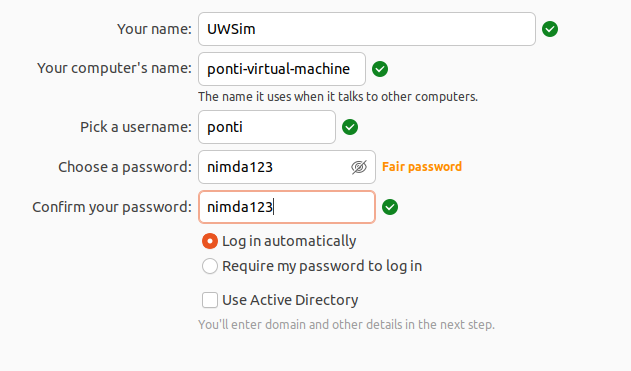 Your name: UWSim
Your computer's name: ponti-virtual-machine
The name it uses when it talks to other computers.
Pick a username: ponti
Choose a password: nimda123 Fair password
Confirm your password: nimda123
Log in automatically
Require my password to log in
Use Active Directory
You'll enter domain and other details in the next step.